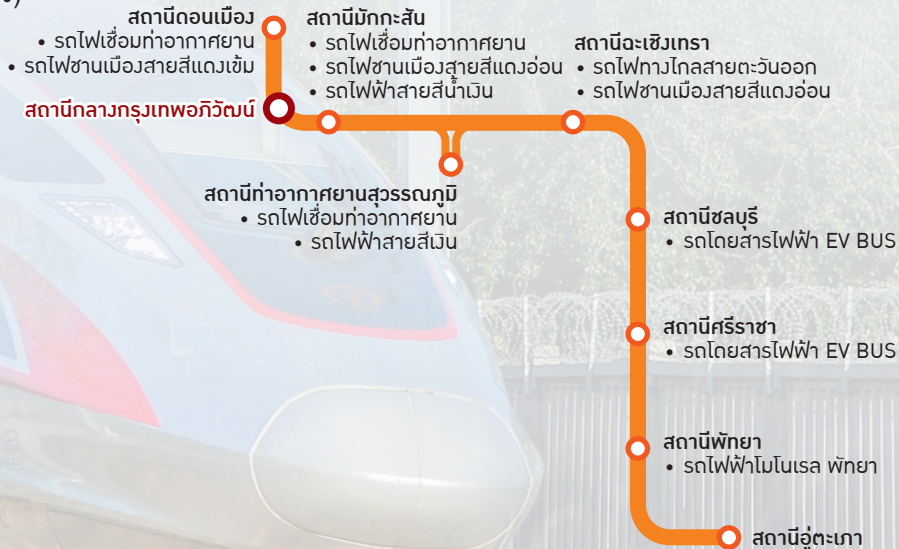 สถานีดอนเมือง
• รถไฟเชื่อมท่าอากาศยาน
• รถไฟชานเมืองสายสีแดงเข้ม
สถานีกลางกรุงเทพอภิวัฒน์
สถานีมักกะสัน
• รถไฟเชื่อมท่าอากาศยาน
• รถไฟชานเมืองสายสีแดงอ่อน
• รถไฟฟ้าสายสีน้ำเงิน
สถานีฉะเชิงเทรา
• รถไฟทางไกลสายตะวันออก
• รถไฟชานเมืองสายสีแดงอ่อน
สถานีท่าอากาศยานสุวรรณภูมิ
• รถไฟเชื่อมท่าอากาศยาน
• รถไฟฟ้าสายสีเงิน
สถานีชลบุรี
• รถโดยสารไฟฟ้า EV BUS
สถานีศรีราชา
• รถโดยสารไฟฟ้า EV BUS
สถานีพัทยา
• รถไฟฟ้าโมโนเรล พัทยา
สถานีอู่ตะเภา